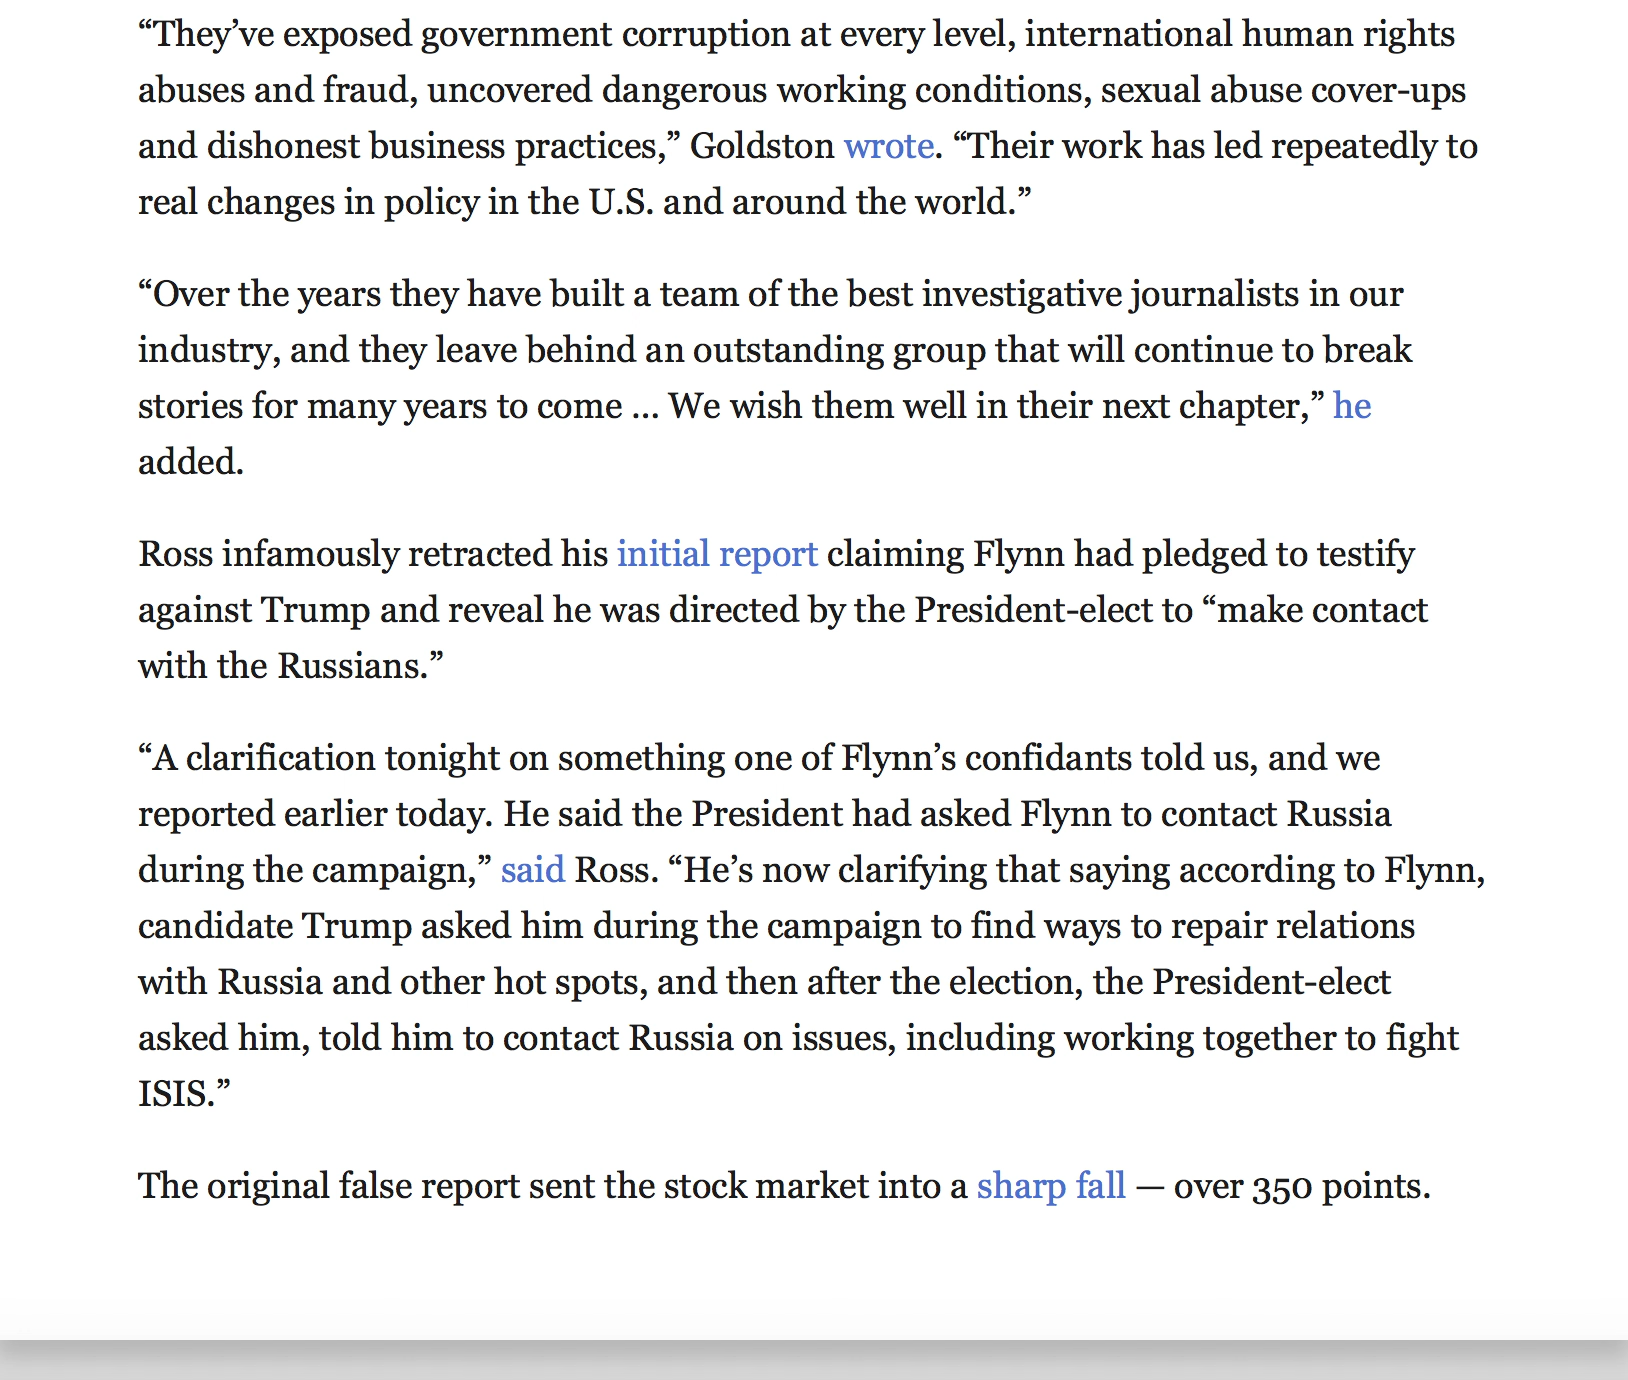 “They’ve exposed government corruption at every level, international human rights
abuses and fraud, uncovered dangerous working conditions, sexual abuse cover-ups
and dishonest business practices,” Goldston wrote. “Their work has led repeatedly to
real changes in policy in the U.S. and around the world.”
“Over the years they have built a team of the best investigative journalists in our
industry, and they leave behind an outstanding group that will continue to break
stories for many years to come ... We wish them well in their next chapter,” he
added.
Ross infamously retracted his initial report claiming Flynn had pledged to testify
against Trump and reveal he was directed by the President-elect to “make contact
with the Russians.”
“A clarification tonight on something one of Flynn’s confidants told us, and we
reported earlier today. He said the President had asked Flynn to contact Russia
during the campaign,” said Ross. “He’s now clarifying that saying according to Flynn,
candidate Trump asked him during the campaign to find ways to repair relations
with Russia and other hot spots, and then after the election, the President-elect
asked him, told him to contact Russia on issues, including working together to fight
ISIS.”
The original false report sent the stock market into a sharp fall — over 350 points.